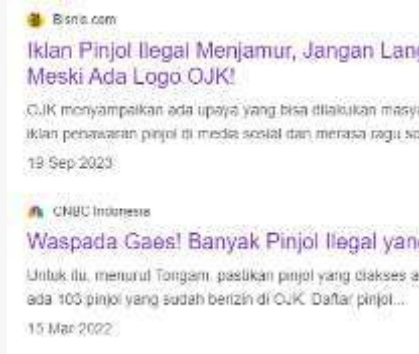 Bisnis.com
Iklan Pinjol Ilegal Menjamur, Jangan Lang
Meski Ada Logo OJK!
OJK menyampaikan ada upaya yang bisa dilakukan masya
iklan penawaran pinjol di media sosial dan merasa ragu
19 Sep 2023
CNBC Indonesia
Waspada Gaes! Banyak Pinjol Ilegal yang
Untuk itu, menurut Tongam, pastikan pinjol yang diakses a
ada 103 pinjol yang sudah berizin di OJK. Daftar pinjol...
15 Mar 2022